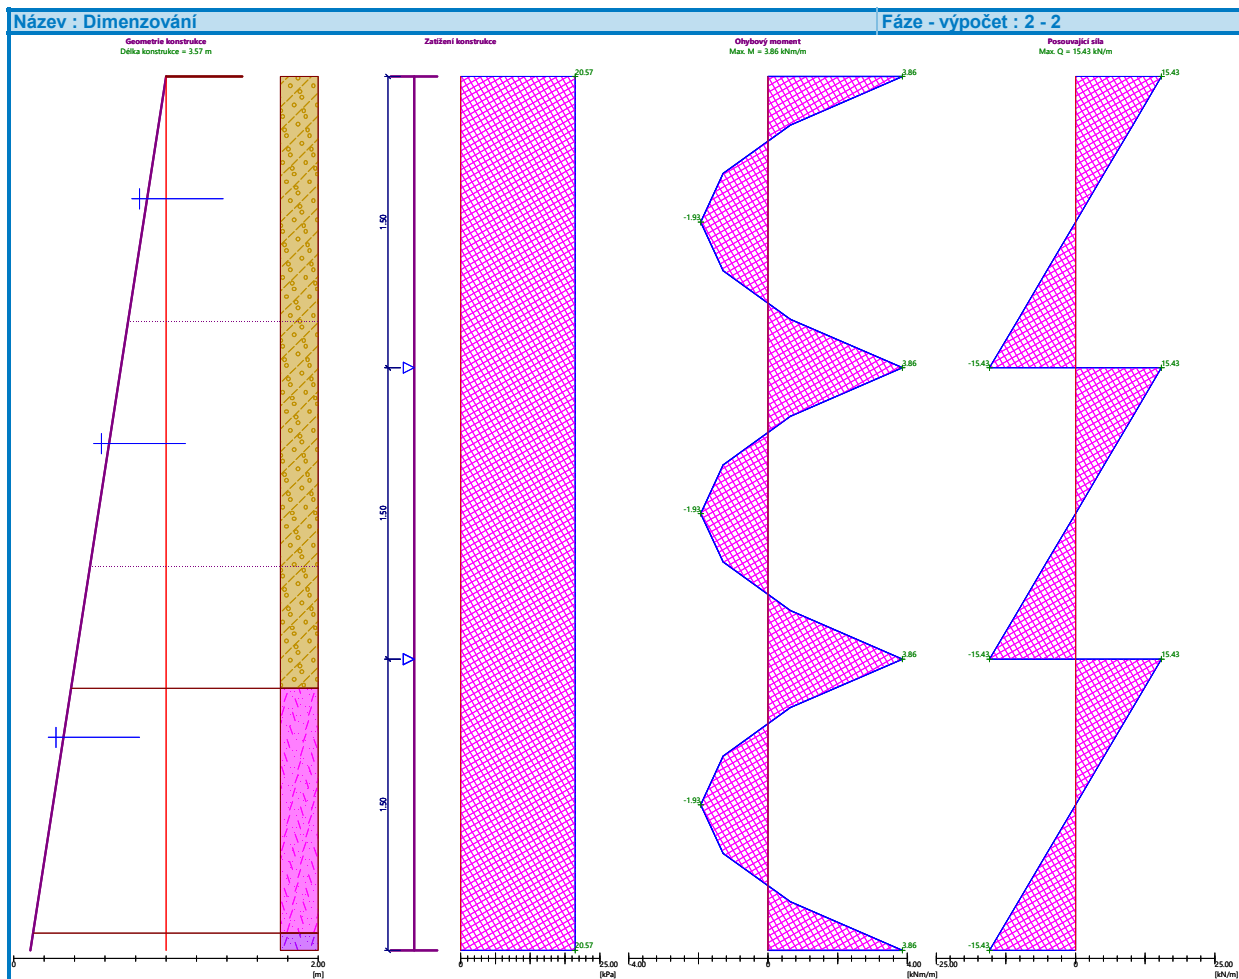 Název : Dimenzování
Fáze - výpočet : 2 - 2
Geometrie konstrukce
Délka konstrukce = 3.57 m
Zatížení konstrukce
Ohybový moment
Max. M = 3.86 kNm/m
Posouvající síla
Max. Q = 15.43 kN/m
20.57
3.86
15.43
1.50
-1.93
-15.43
3.86
15.43
1.50
-1.93
-15.43
3.86
15.43
1.50
-1.93
20.57
3.86
-15.43
0
2.00
[m]
0
25.00
[kPa]
-4.00
0
4.00
[kNm/m]
-25.00
0
25.00
[kN/m]